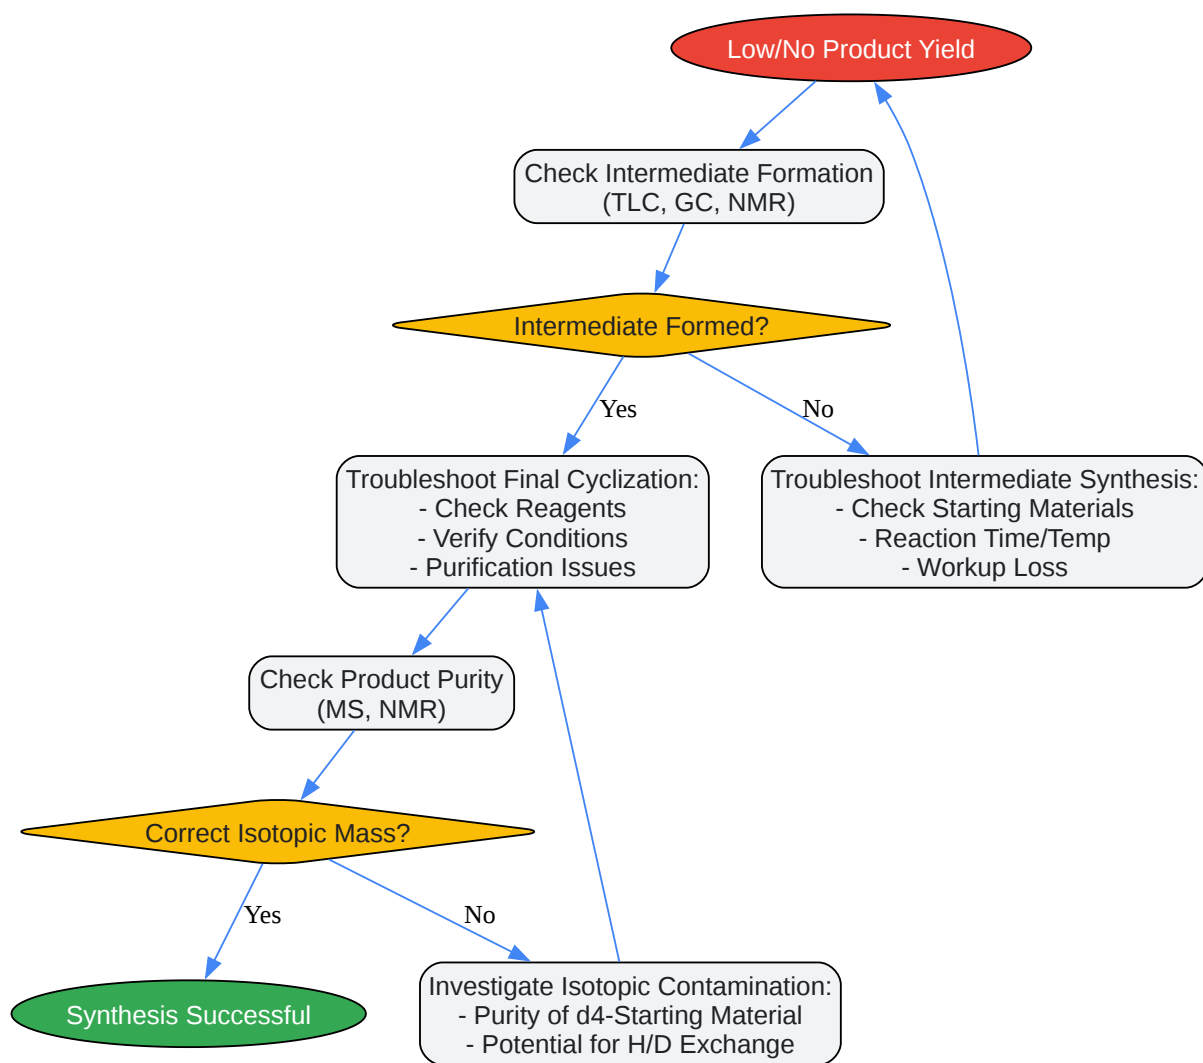 Low/No Product Yield
Check Intermediate Formation
(TLC, GC, NMR)
Intermediate Formed?
Yes
No
Troubleshoot Final Cyclization:
- Check Reagents
- Verify Conditions
- Purification Issues
Troubleshoot Intermediate Synthesis:
- Check Starting Materials
- Reaction Time/Temp
- Workup Loss
Check Product Purity
(MS, NMR)
Correct Isotopic Mass?
Yes
No
Synthesis Successful
Investigate Isotopic Contamination:
- Purity of d4-Starting Material
- Potential for H/D Exchange